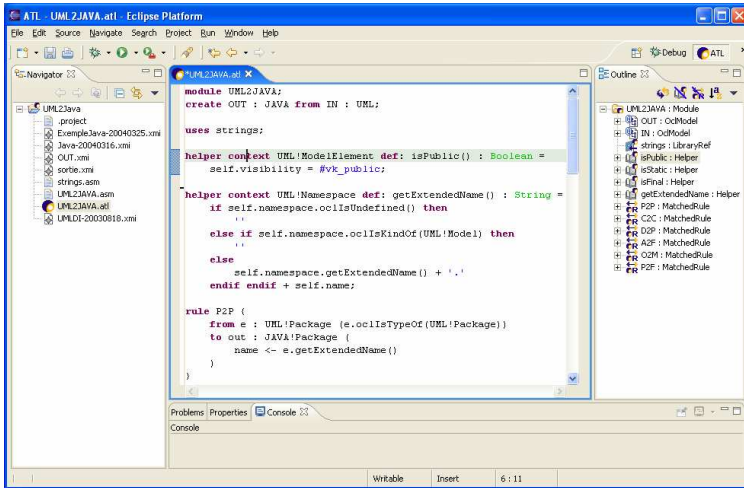 ATL - UML2JAVA.atl - Eclipse Platform
File Edit Source Navigate Search Project Run Window Help
Debug ATL
Navigator
UML2Java
.project
ExempleJava-20040325.xmi
Java-20040316.xmi
OUT.xmi
sortie.xmi
strings.asm
UML2JAVA.asm
UML2JAVA.atl
UMLDI-20030818.xmi
*UML2JAVA.atl
module UML2JAVA;
create OUT : JAVA from IN : UML;
uses strings;
helper context UML!ModelElement def: isPublic() : Boolean =
self.visibility = #vk_public;
helper context UML!Namespace def: getExtendedName() : String =
if self.namespace.oclIsUndefined() then
''
else if self.namespace.oclIsKindOf(UML!Model) then
''
else
self.namespace.getExtendedName() + '.'
endif endif + self.name;
rule P2P {
from e : UML!Package (e.oclIsTypeOf(UML!Package))
to out : JAVA!Package (
name <- e.getExtendedName()
)
}
Outline
UML2JAVA : Module
OUT : OclModel
IN : OclModel
strings : LibraryRef
isPublic : Helper
isStatic : Helper
isFinal : Helper
getExtendedName : Helper
P2P : MatchedRule
C2C : MatchedRule
D2P : MatchedRule
A2F : MatchedRule
O2M : MatchedRule
P2F : MatchedRule
Problems Properties Console
Console
Writable Insert 6 : 11